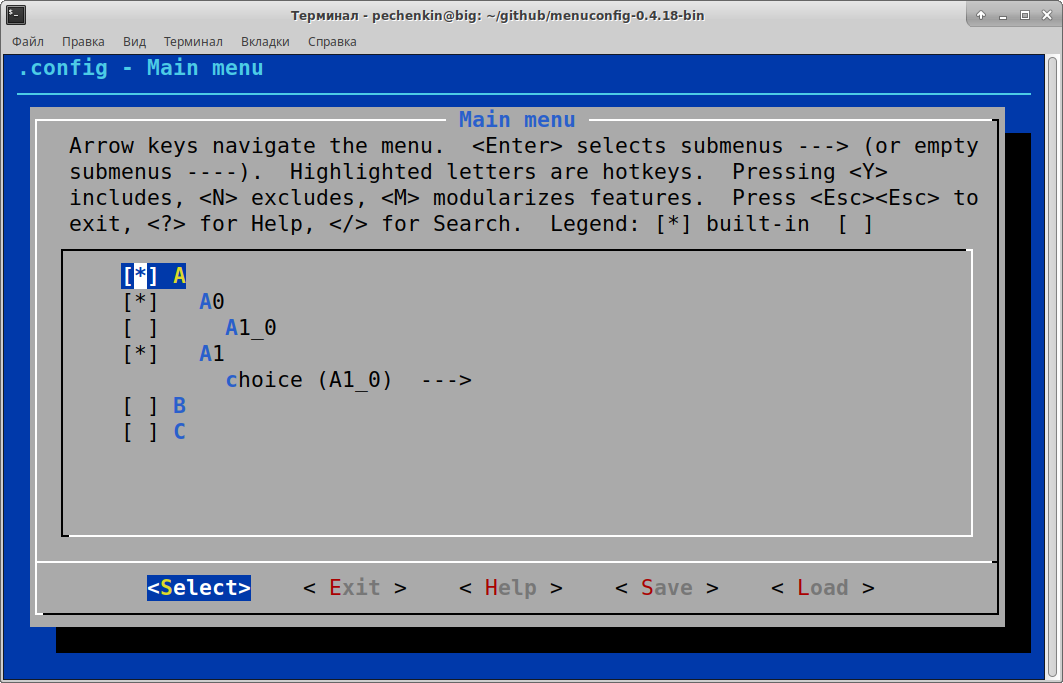 Терминал - pechenkin@big: ~/github/menuconfig-0.4.18-bin
Файл Правка Вид Терминал Вкладки Справка
.config - Main menu
Main menu
Arrow keys navigate the menu.  <Enter> selects submenus ---> (or empty
submenus ----).  Highlighted letters are hotkeys.  Pressing <Y>
includes, <N> excludes, <M> modularizes features.  Press <Esc><Esc> to
exit, <?> for Help, </> for Search.  Legend: [*] built-in  [ ]
[*] A
[*]   A0
[ ]     A1_0
[*]   A1
choice (A1_0)  --->
[ ] B
[ ] C
<Select>    < Exit >    < Help >    < Save >    < Load >